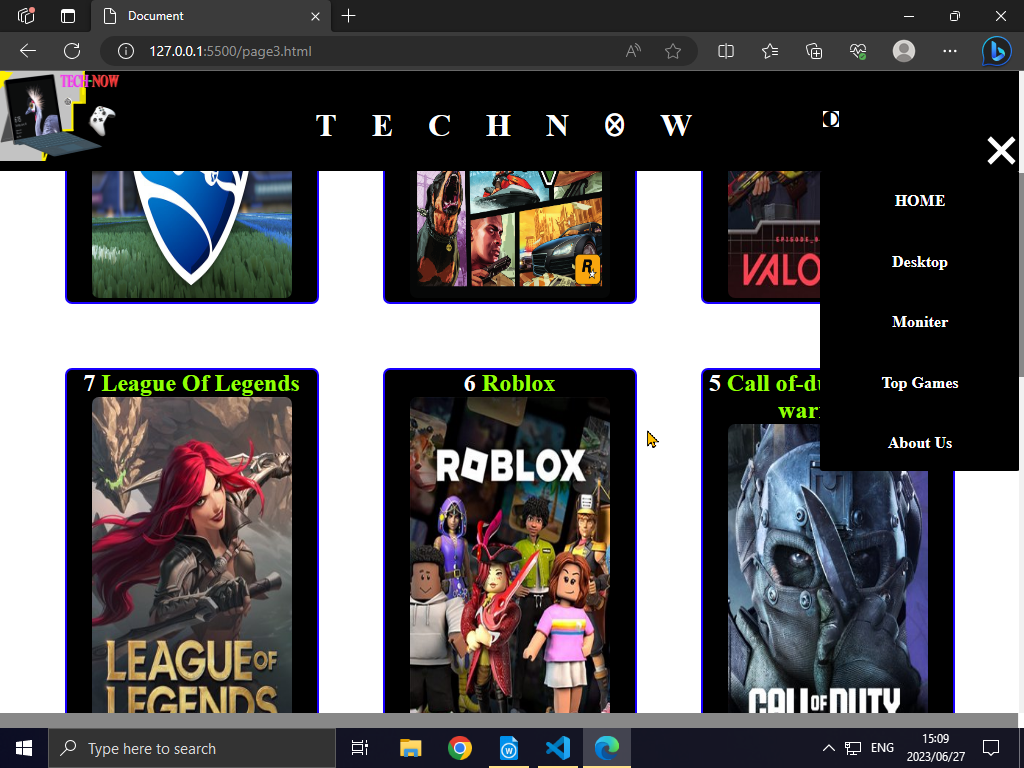 Document
127.0.0.1:5500/page3.html
TECH-NOW
T E C H N O W
HOME
Desktop
Moniter
Top Games
About Us
R
EPISODE
VALO
7 League Of Legends
6 Roblox
5 Call of-du
war
LEAGUE OF
LEGENDS
ROBLOX
CALL OF DUTY
Type here to search
ENG
15:09
2023/06/27